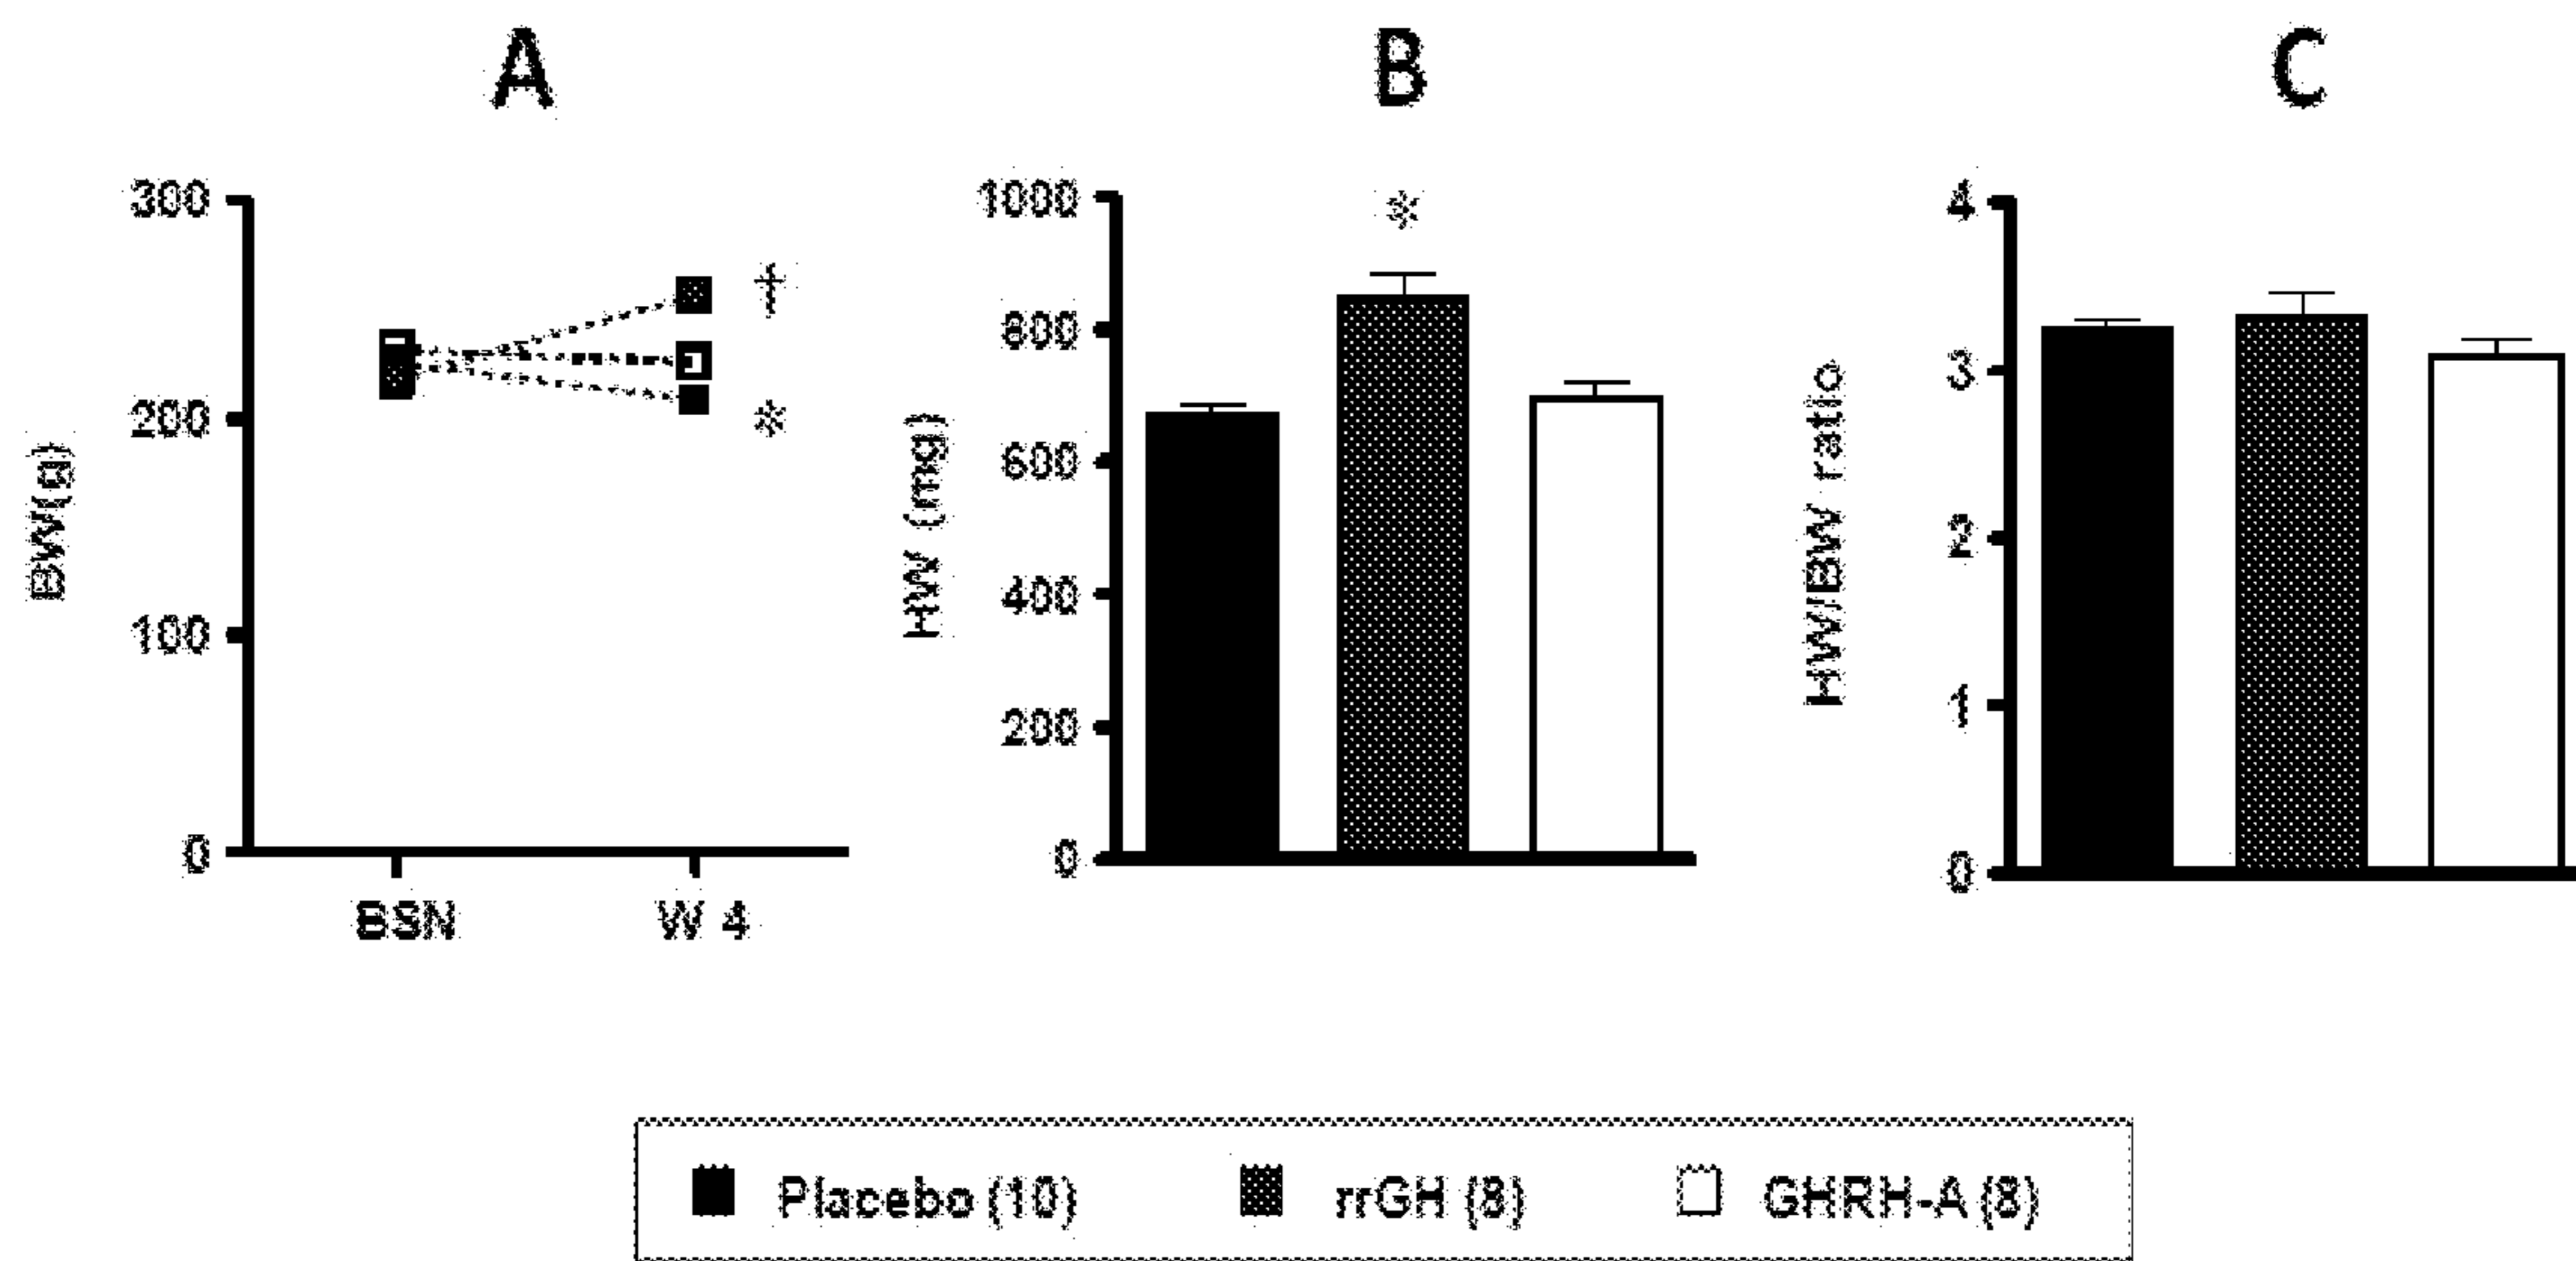 A
B
C
BW(g)
300
200
100
0
†
*
BSN
W 4
HW (mg)
1000
800
600
400
200
0
*
HW/BW ratio
4
3
2
1
0
Placebo (10)
rrGH (8)
GHRH-A (8)